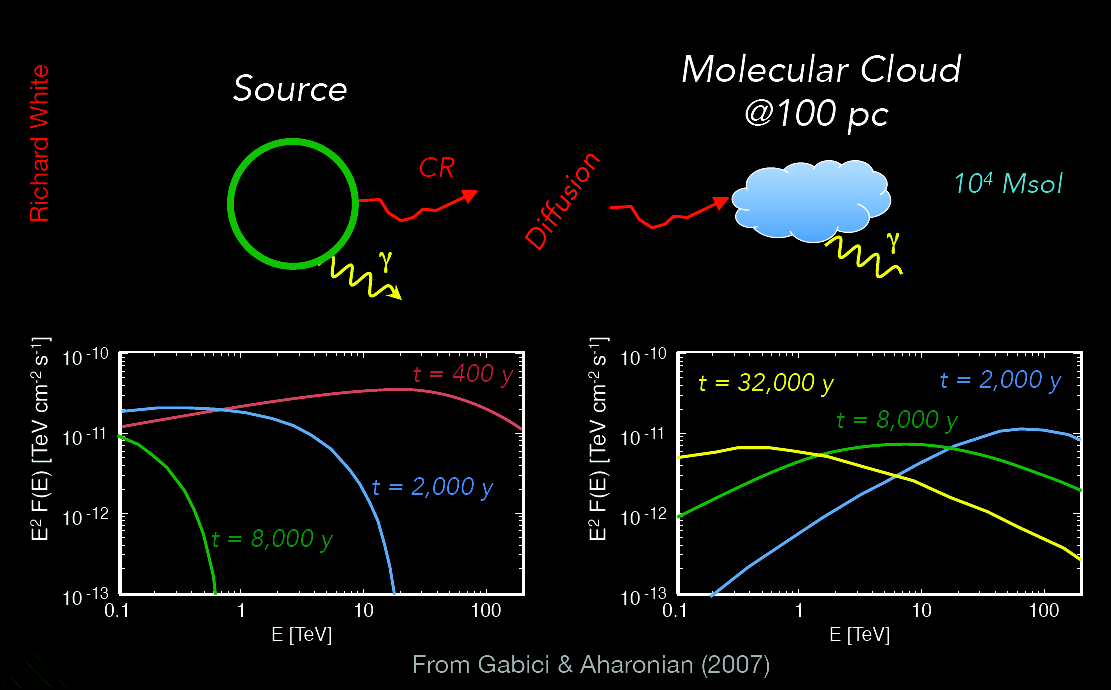 Richard White
Source
Molecular Cloud
@100 pc
CR
Diffusion
10⁴ Msol
γ
γ
E² F(E) [TeV cm⁻² s⁻¹]
10⁻¹⁰
10⁻¹¹
10⁻¹²
10⁻¹³
t = 400 y
t = 2,000 y
t = 8,000 y
0.1 1 10 100
E [TeV]
E² F(E) [TeV cm⁻² s⁻¹]
10⁻¹⁰
10⁻¹¹
10⁻¹²
10⁻¹³
t = 32,000 y
t = 2,000 y
t = 8,000 y
0.1 1 10 100
E [TeV]
From Gabici & Aharonian (2007)